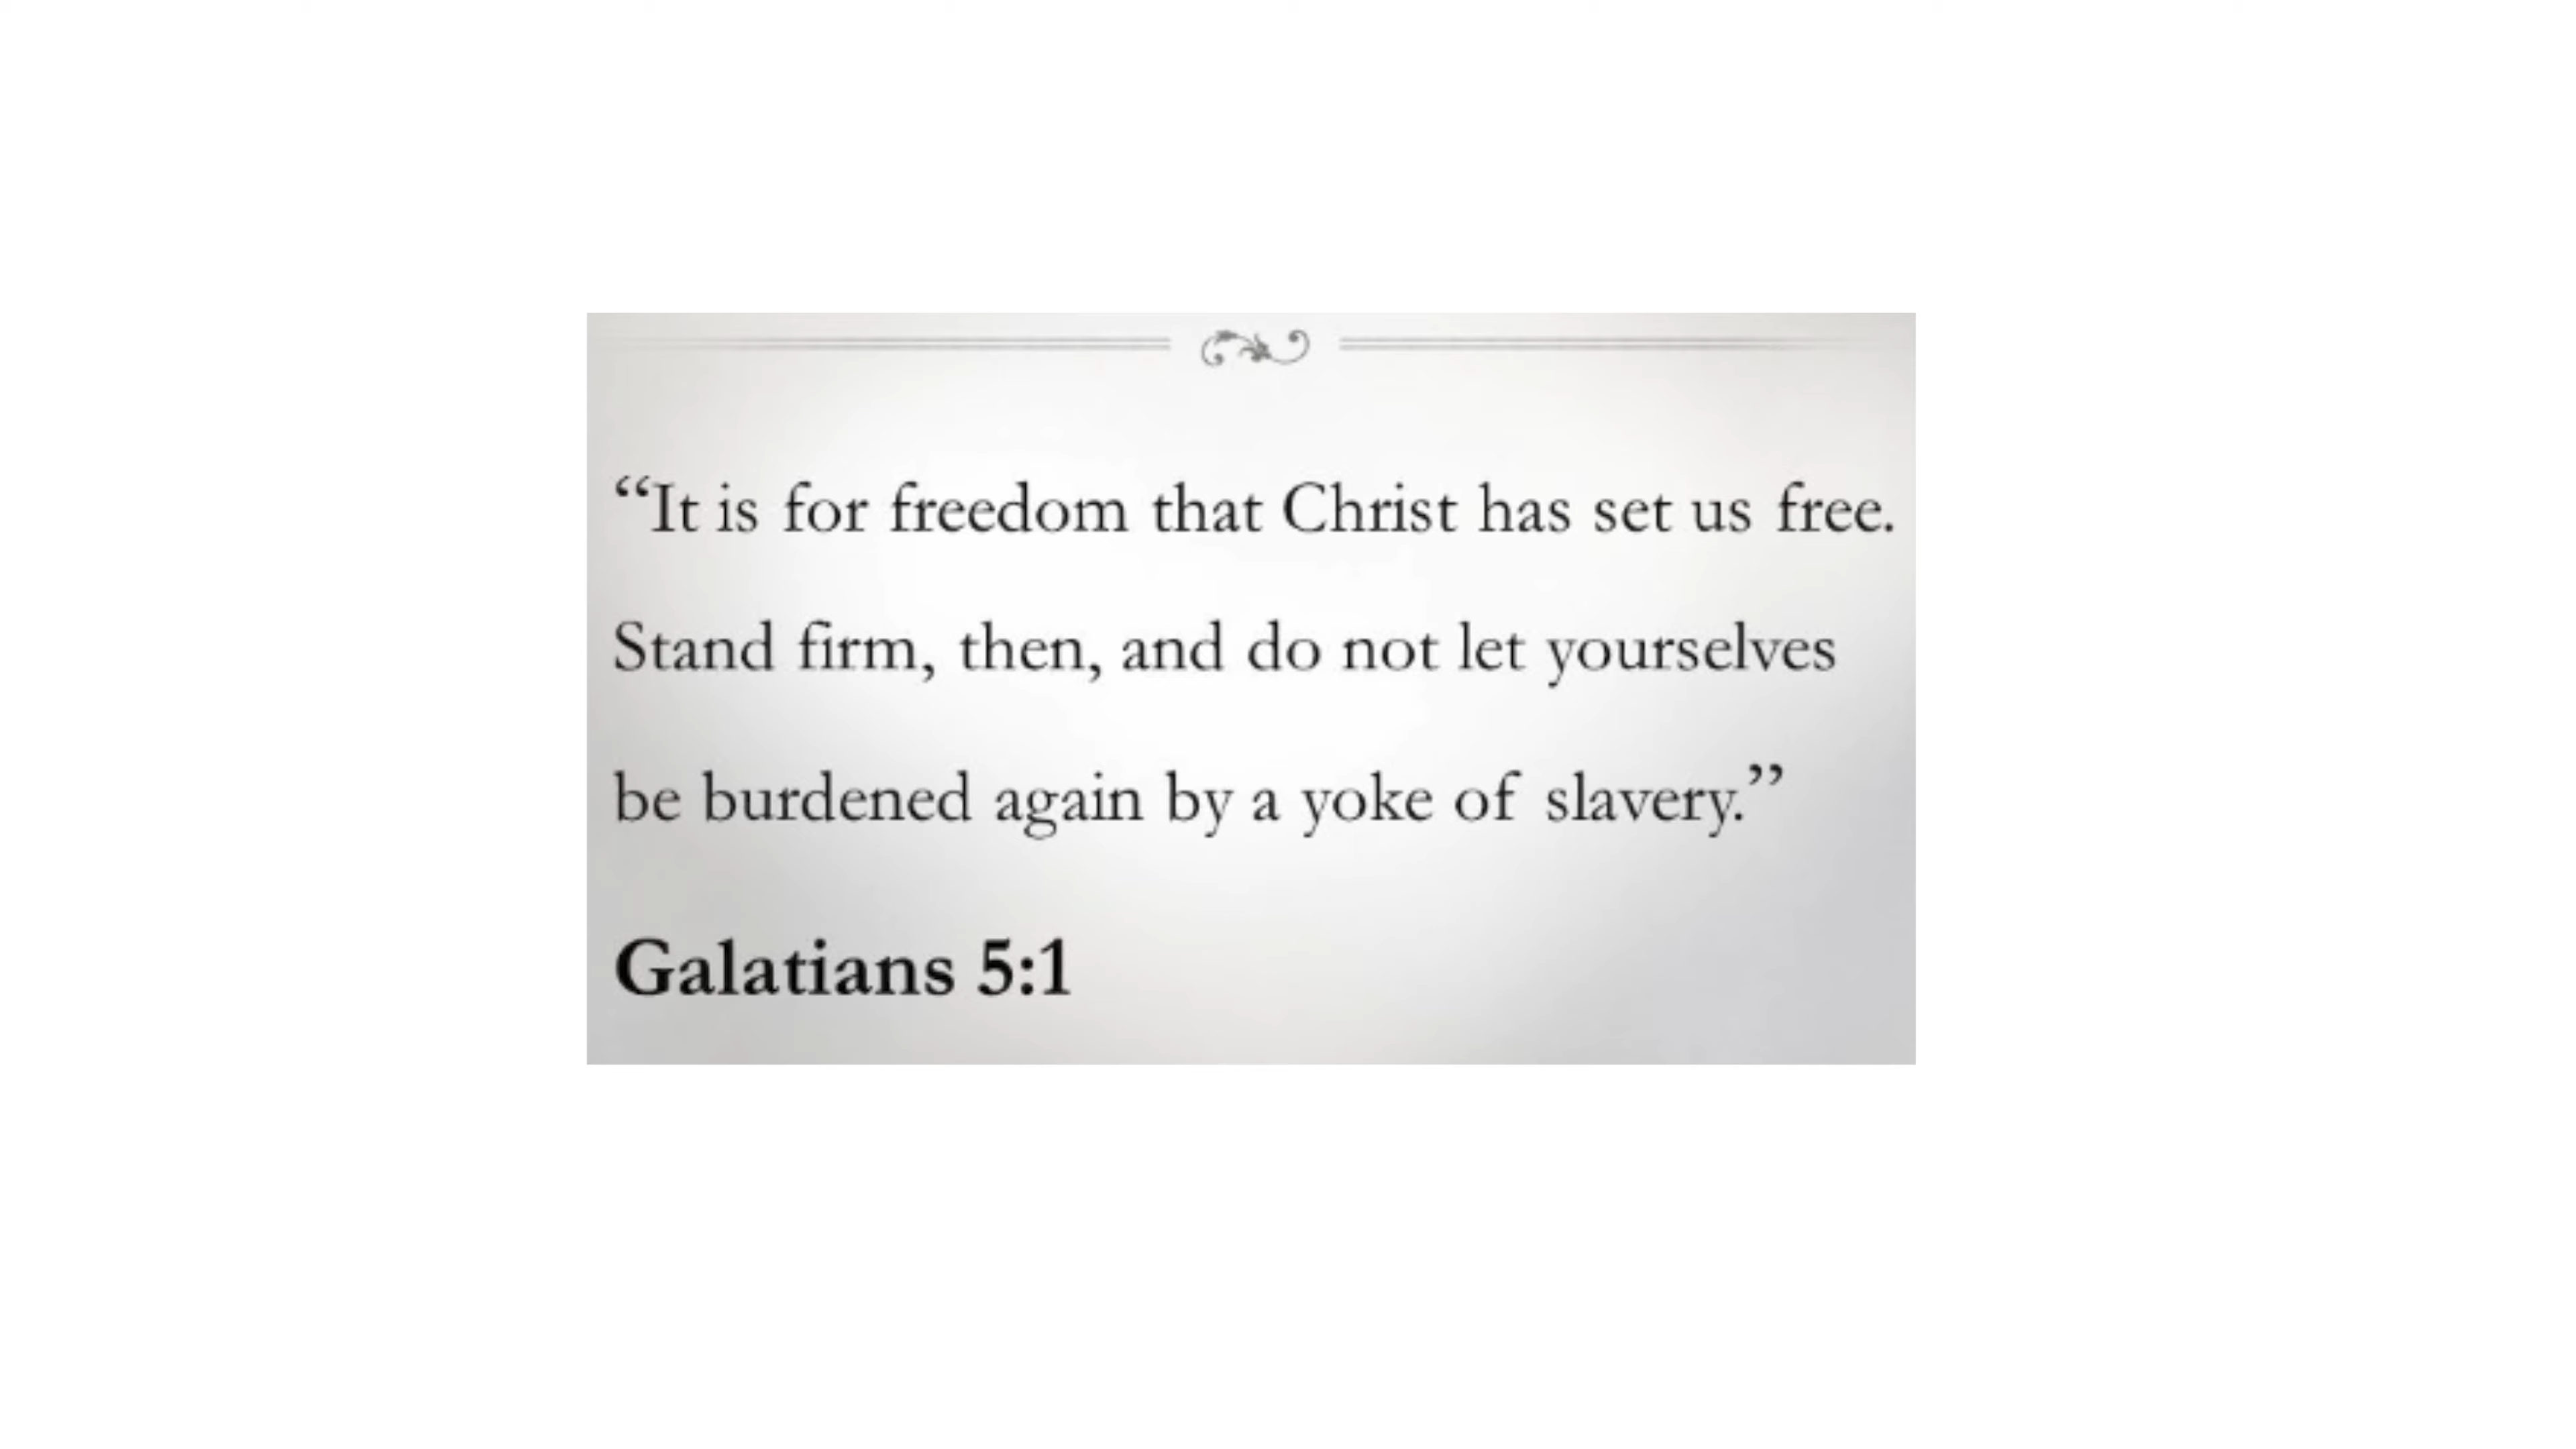 “It is for freedom that Christ has set us free.
Stand firm, then, and do not let yourselves
be burdened again by a yoke of slavery.”
Galatians 5:1